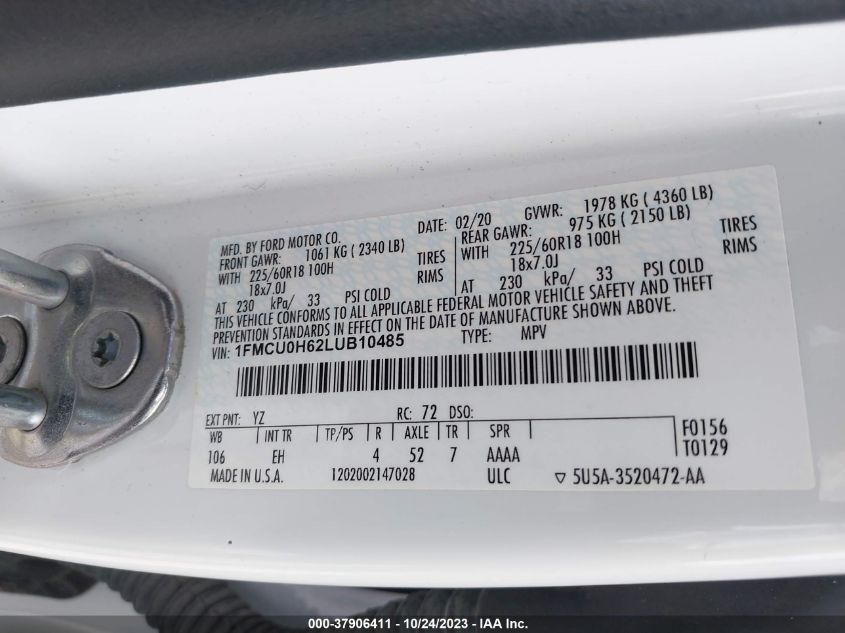 MFD. BY FORD MOTOR CO. DATE: 02/20 GVWR: 1978 KG ( 4360 LB)
FRONT GAWR: 1061 KG ( 2340 LB) REAR GAWR: 975 KG ( 2150 LB)
WITH 225/60R18 100H TIRES WITH 225/60R18 100H TIRES
18x7.0J RIMS 18x7.0J RIMS
AT 230 kPa/ 33 PSI COLD AT 230 kPa/ 33 PSI COLD
THIS VEHICLE CONFORMS TO ALL APPLICABLE FEDERAL MOTOR VEHICLE SAFETY AND THEFT
PREVENTION STANDARDS IN EFFECT ON THE DATE OF MANUFACTURE SHOWN ABOVE.
VIN: 1FMCU0H62LUB10485 TYPE: MPV
EXT PNT: YZ RC: 72 DSO:
WB INT TR TP/PS R AXLE TR SPR F0156
106 EH 4 52 7 AAAA T0129
MADE IN U.S.A. 1202002147028 ULC ▽ 5U5A-3520472-AA
000-37906411 - 10/24/2023 - IAA Inc.